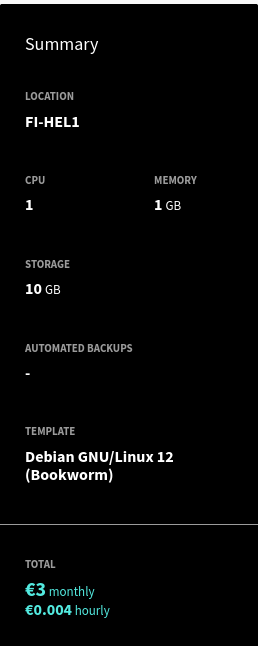 Summary
LOCATION
FI-HEL1
CPU MEMORY
1 1 GB
STORAGE
10 GB
AUTOMATED BACKUPS
-
TEMPLATE
Debian GNU/Linux 12
(Bookworm)
TOTAL
€3 monthly
€0.004 hourly